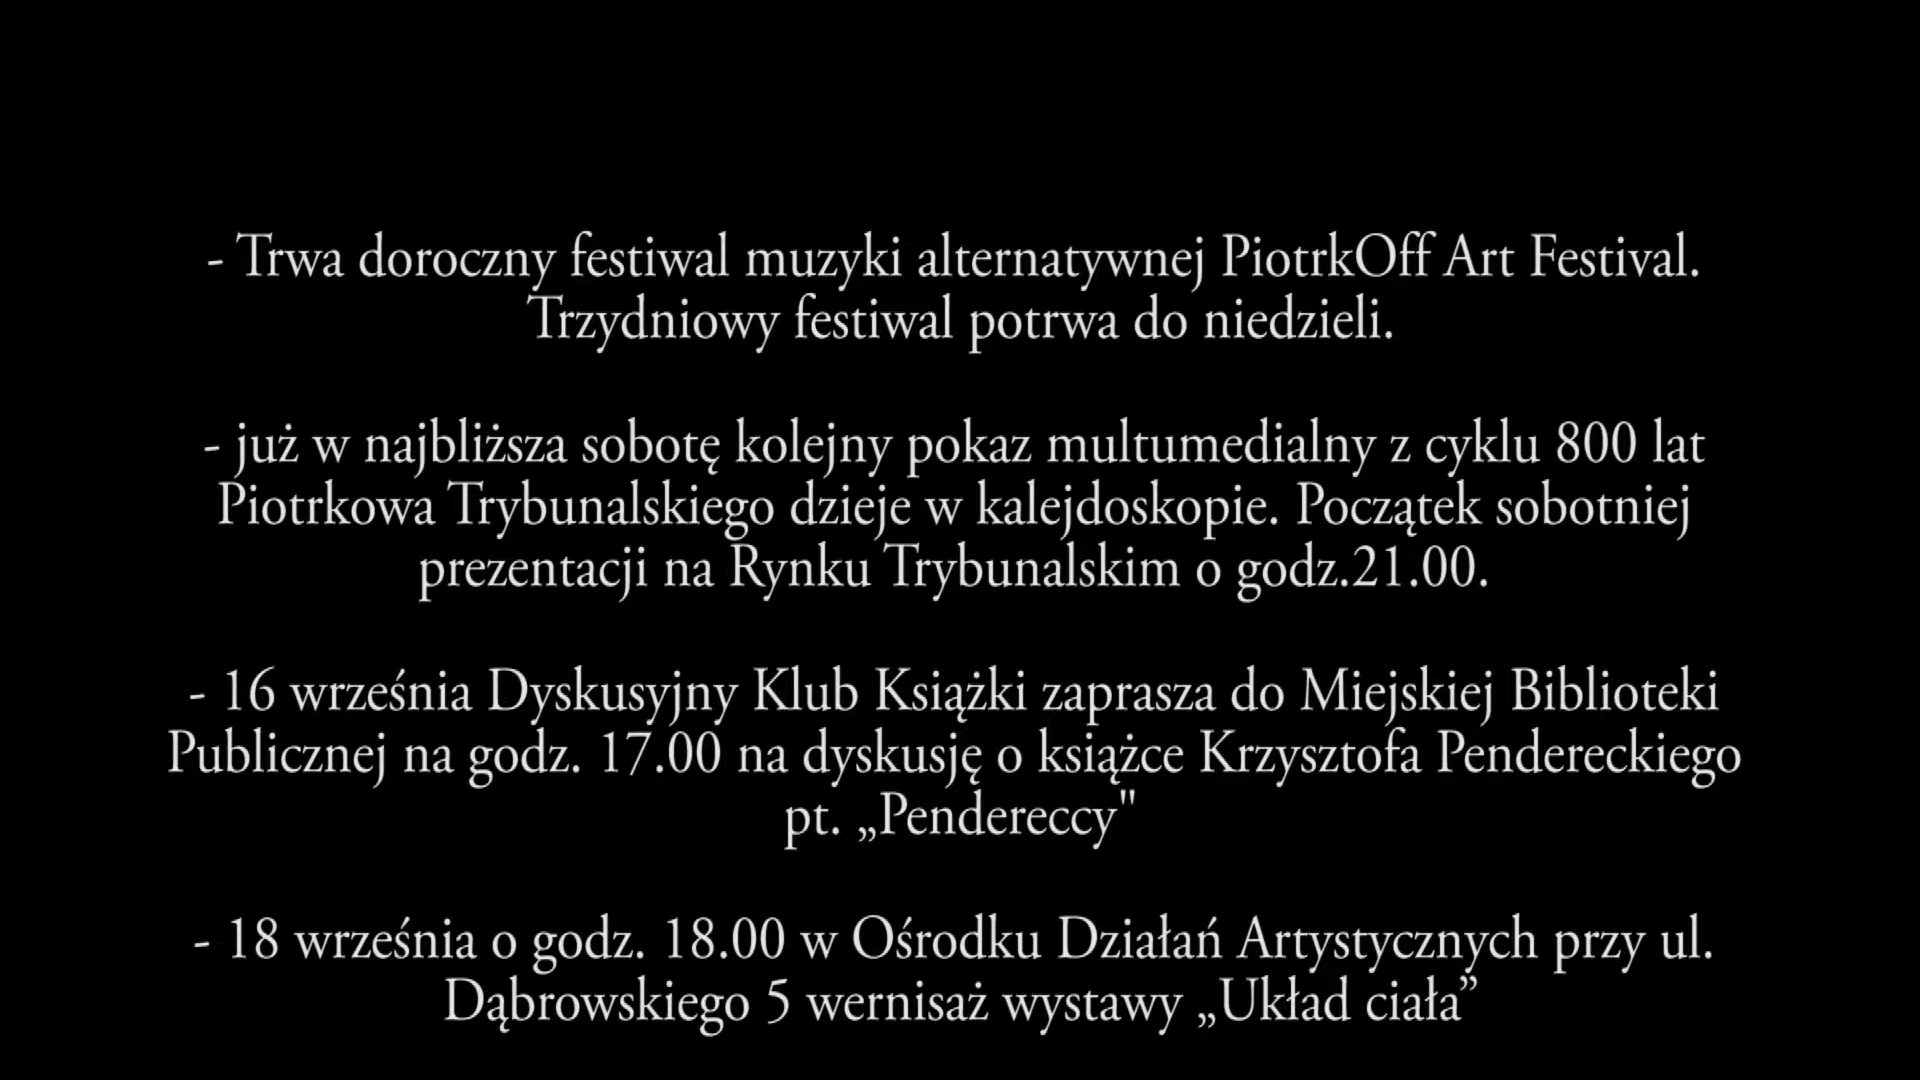 - Trwa doroczny festiwal muzyki alternatywnej PiotrkOff Art Festival.
Trzydniowy festiwal potrwa do niedzieli.
- już w najbliższa sobotę kolejny pokaz multumedialny z cyklu 800 lat
Piotrkowa Trybunalskiego dzieje w kalejdoskopie. Początek sobotniej
prezentacji na Rynku Trybunalskim o godz.21.00.
- 16 września Dyskusyjny Klub Książki zaprasza do Miejskiej Biblioteki
Publicznej na godz. 17.00 na dyskusję o książce Krzysztofa Pendereckiego
pt. „Pendereccy"
- 18 września o godz. 18.00 w Ośrodku Działań Artystycznych przy ul.
Dąbrowskiego 5 wernisaż wystawy „Układ ciała”